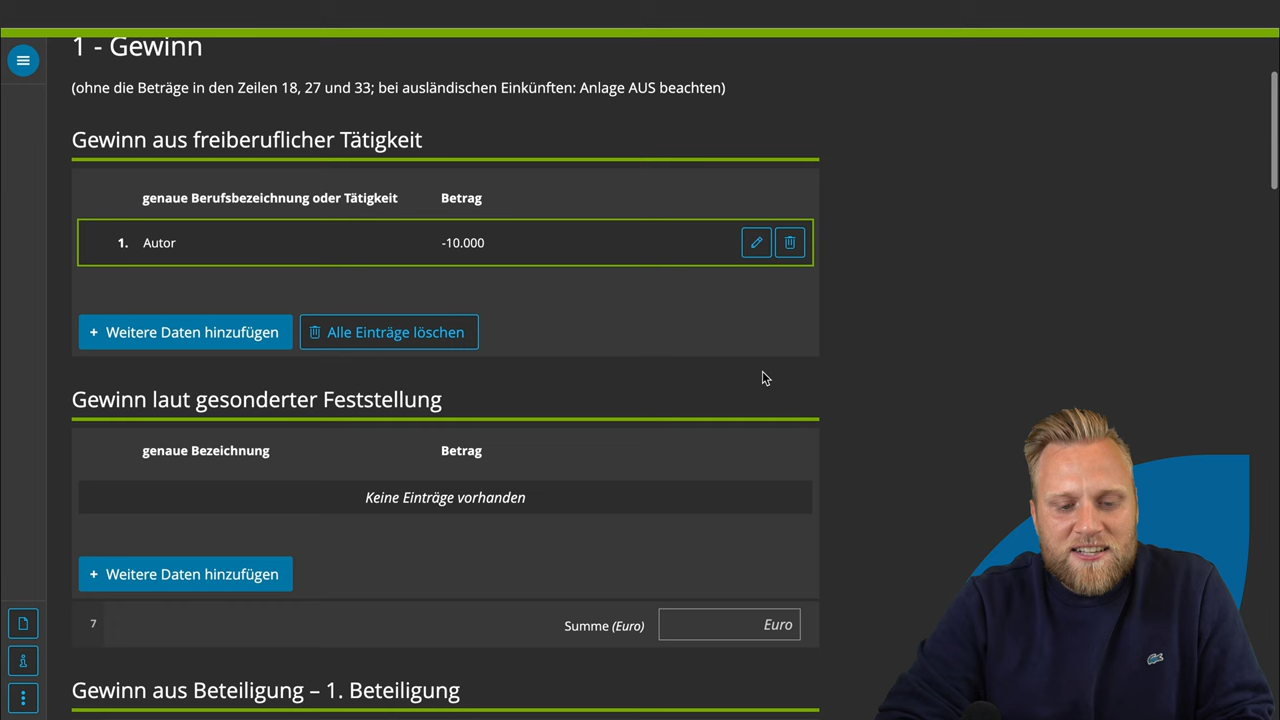 1 - Gewinn
(ohne die Beträge in den Zeilen 18, 27 und 33; bei ausländischen Einkünften: Anlage AUS beachten)
Gewinn aus freiberuflicher Tätigkeit
genaue Berufsbezeichnung oder Tätigkeit Betrag
1. Autor -10.000
+ Weitere Daten hinzufügen Alle Einträge löschen
Gewinn laut gesonderter Feststellung
genaue Bezeichnung Betrag
Keine Einträge vorhanden
+ Weitere Daten hinzufügen
7 Summe (Euro) Euro
Gewinn aus Beteiligung – 1. Beteiligung